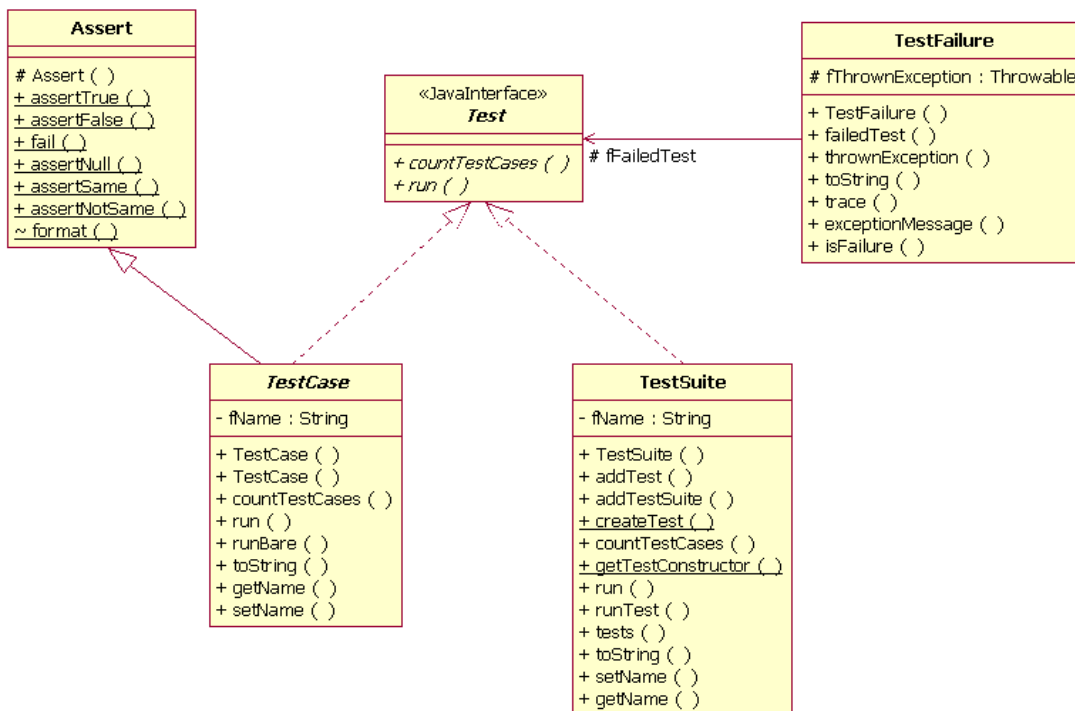 Assert
# Assert ( )
+ assertTrue ( )
+ assertFalse ( )
+ fail ( )
+ assertNull ( )
+ assertSame ( )
+ assertNotSame ( )
~ format ( )
«JavaInterface»
Test
+ countTestCases ( )
+ run ( )
# fFailedTest
TestFailure
# fThrownException : Throwable
+ TestFailure ( )
+ failedTest ( )
+ thrownException ( )
+ toString ( )
+ trace ( )
+ exceptionMessage ( )
+ isFailure ( )
TestCase
- fName : String
+ TestCase ( )
+ TestCase ( )
+ countTestCases ( )
+ run ( )
+ runBare ( )
+ toString ( )
+ getName ( )
+ setName ( )
TestSuite
- fName : String
+ TestSuite ( )
+ addTest ( )
+ addTestSuite ( )
+ createTest ( )
+ countTestCases ( )
+ getTestConstructor ( )
+ run ( )
+ runTest ( )
+ tests ( )
+ toString ( )
+ setName ( )
+ getName ( )